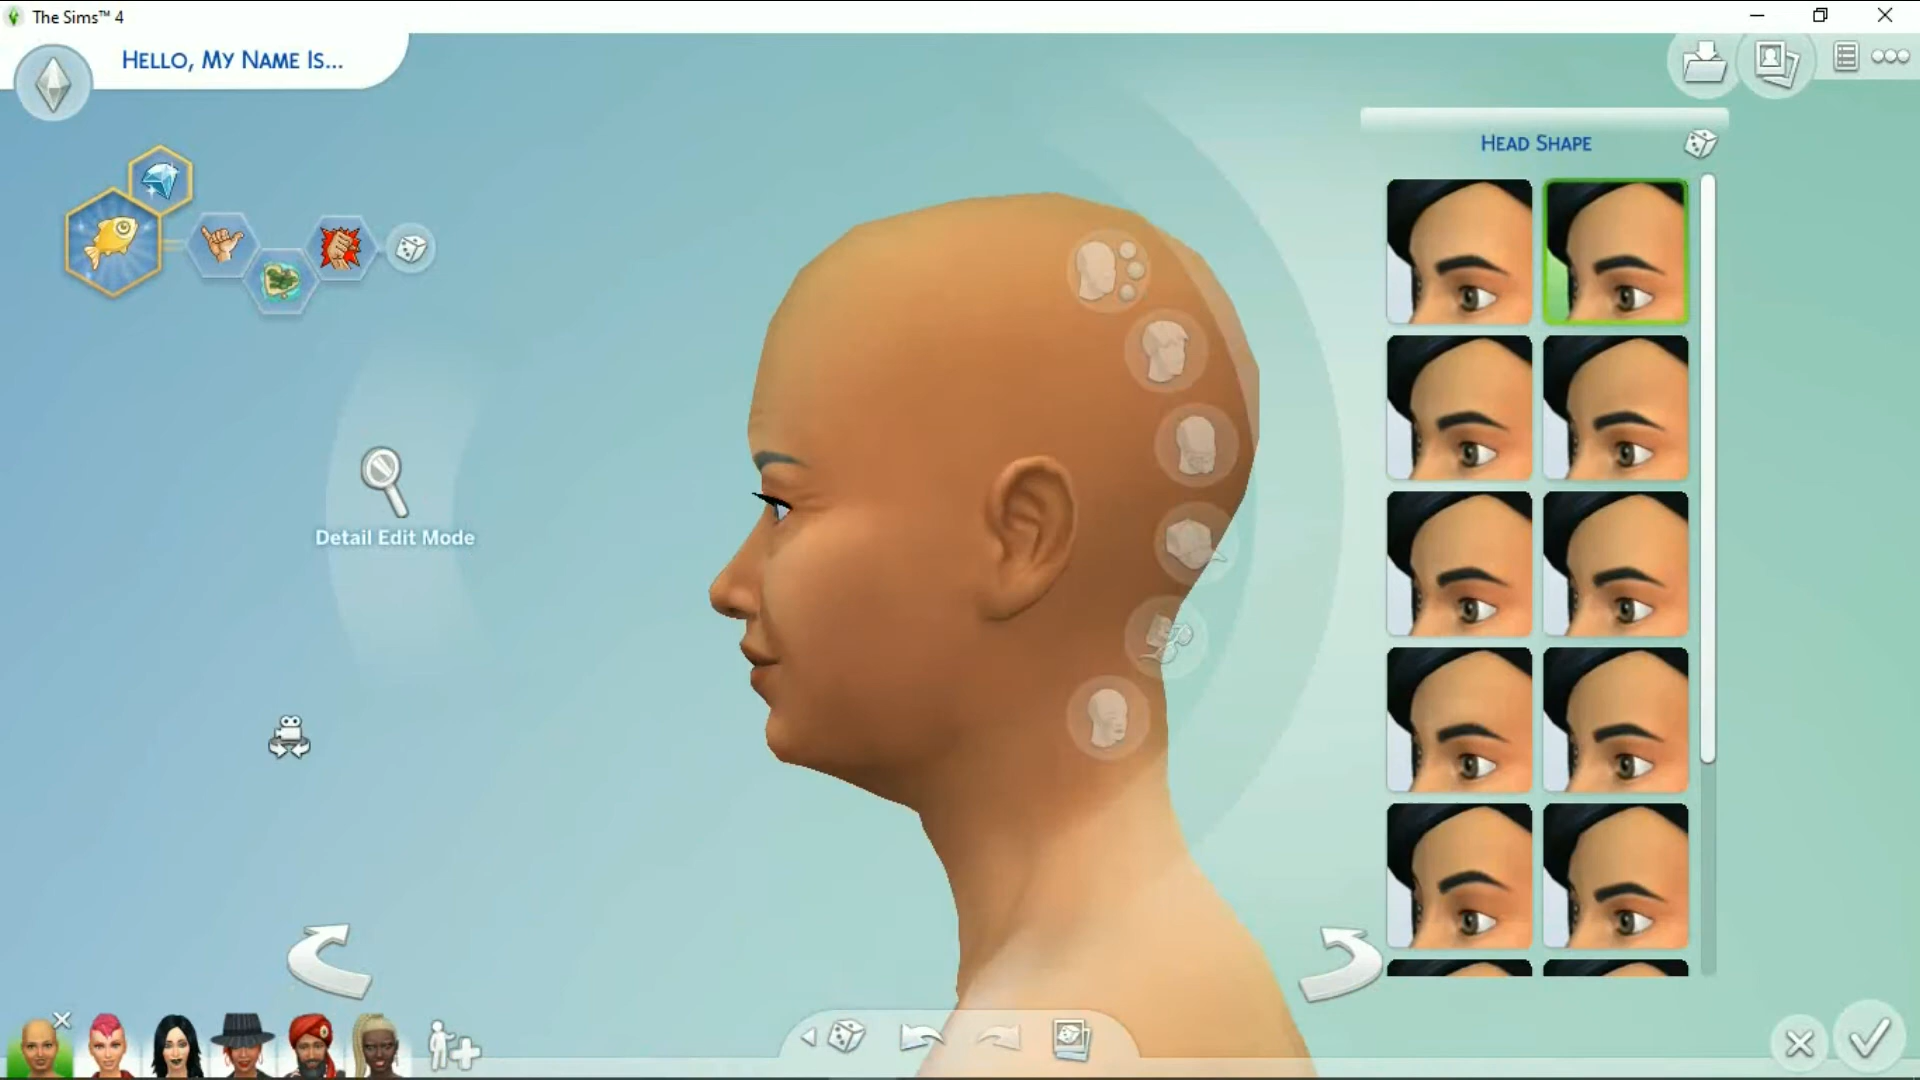 The Sims™ 4
HELLO, MY NAME IS...
HEAD SHAPE
Detail Edit Mode